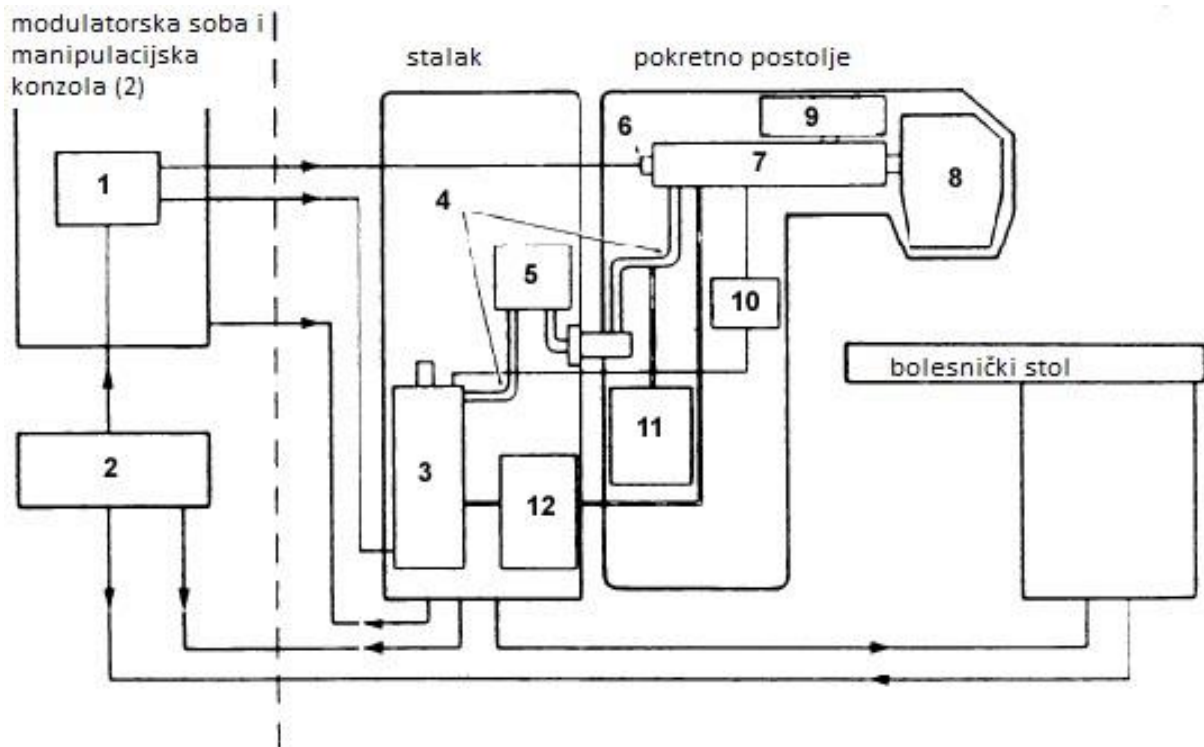 modulatorska soba i
manipulacijska
konzola (2)
stalak
pokretno postolje
9
6
7
8
1
4
5
10
bolesnički stol
11
2
3
12